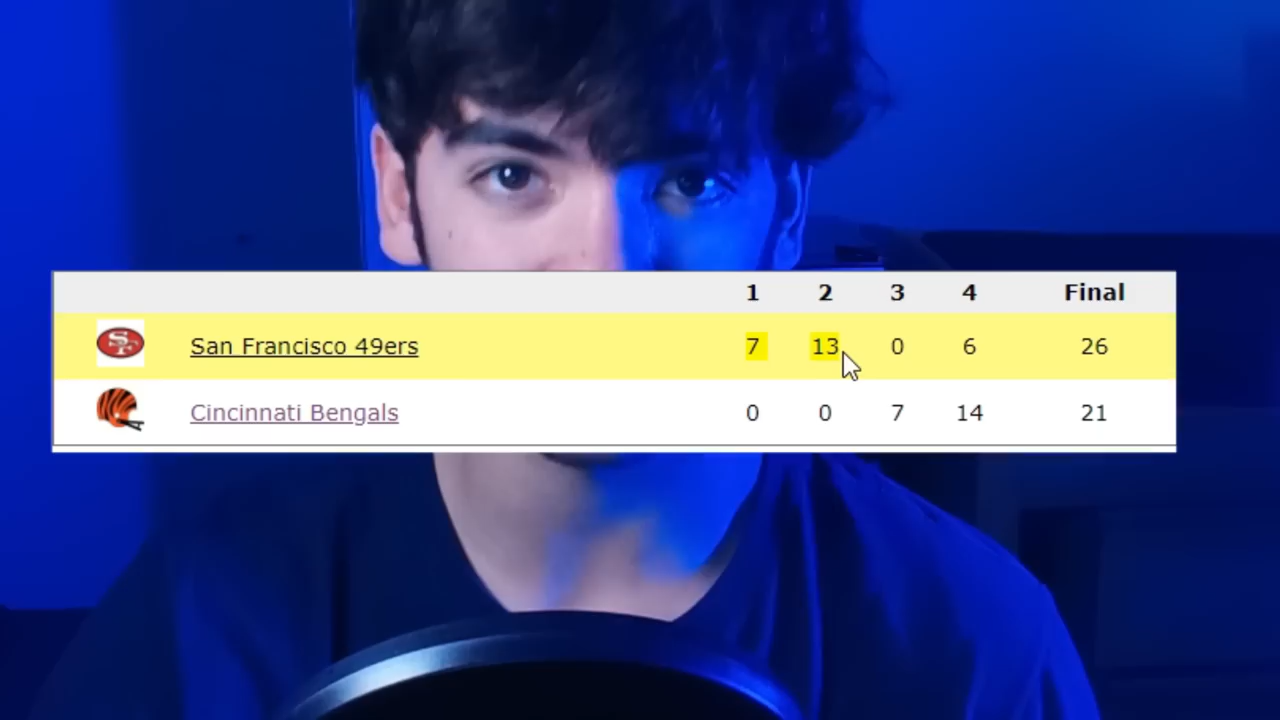 1 2 3 4 Final
SF San Francisco 49ers 7 13 0 6 26
Cincinnati Bengals 0 0 7 14 21